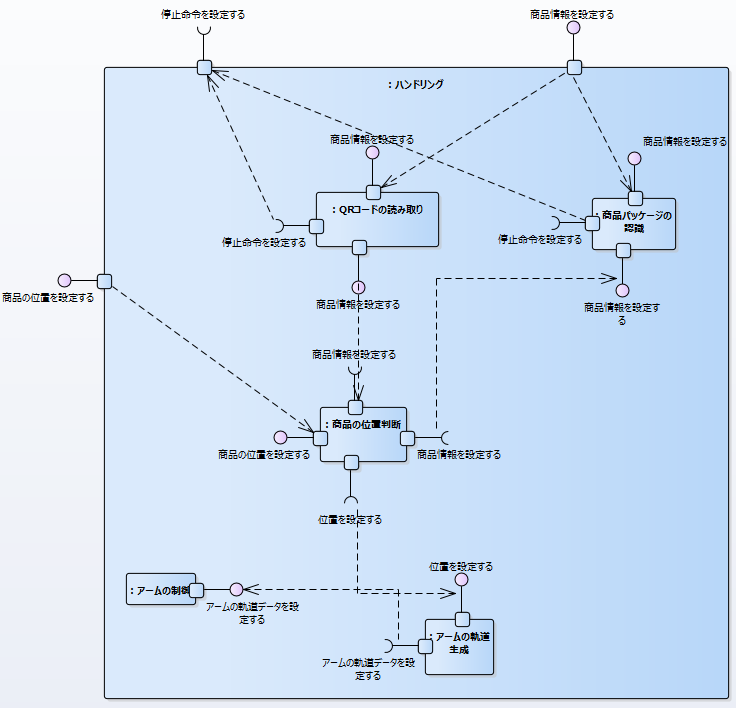 停止命令を設定する
商品情報を設定する
: ハンドリング
商品情報を設定する
商品情報を設定する
: QRコードの読み取り
: 商品パッケージの
認識
停止命令を設定する
停止命令を設定する
商品の位置を設定する
商品情報を設定する
商品情報を設定す
る
商品情報を設定する
: 商品の位置判断
商品の位置を設定する
商品情報を設定する
位置を設定する
位置を設定する
: アームの制御
アームの軌道データを設
定する
: アームの軌道
生成
アームの軌道データを設
定する